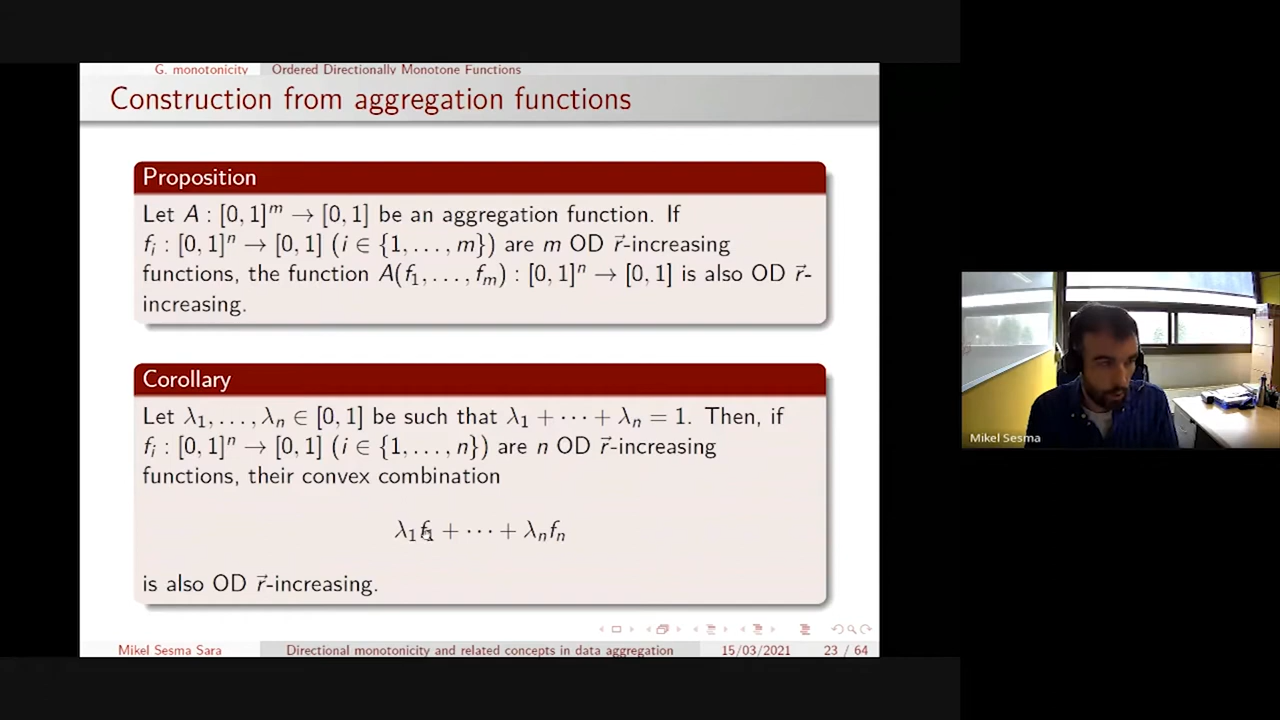 G. monotonicity Ordered Directionally Monotone Functions
Construction from aggregation functions
Proposition
Let A : [0, 1]^m → [0, 1] be an aggregation function. If
f_i : [0, 1]^n → [0, 1] (i ∈ {1, . . . , m}) are m OD r⃗-increasing
functions, the function A(f_1, . . . , f_m) : [0, 1]^n → [0, 1] is also OD r⃗-
increasing.
Corollary
Let λ_1, . . . , λ_n ∈ [0, 1] be such that λ_1 + · · · + λ_n = 1. Then, if
f_i : [0, 1]^n → [0, 1] (i ∈ {1, . . . , n}) are n OD r⃗-increasing
functions, their convex combination
λ_1f_1 + · · · + λ_nf_n
is also OD r⃗-increasing.
Mikel Sesma Sara Directional monotonicity and related concepts in data aggregation 15/03/2021 23 / 64
Mikel Sesma